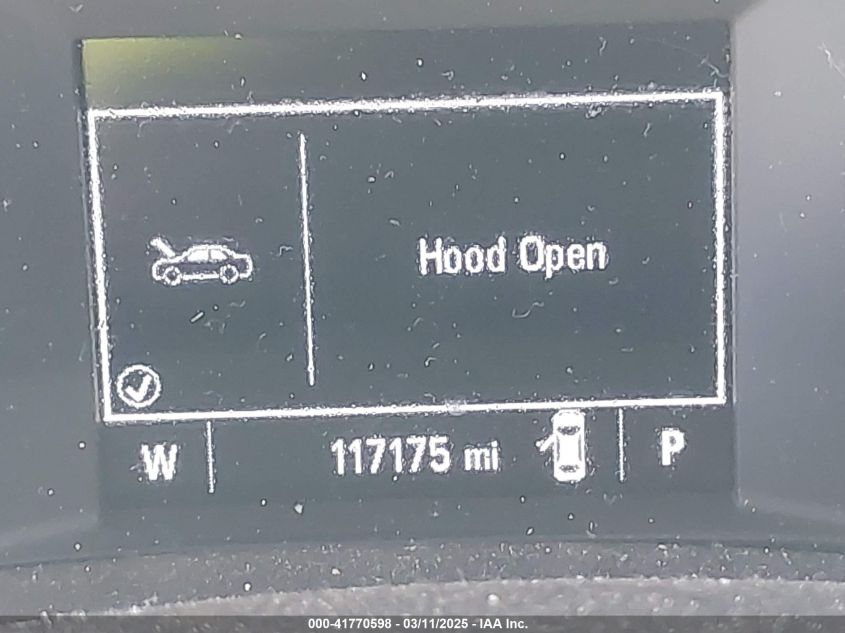 Hood Open
W 117175 mi P
000-41770598 - 03/11/2025 - IAA Inc.